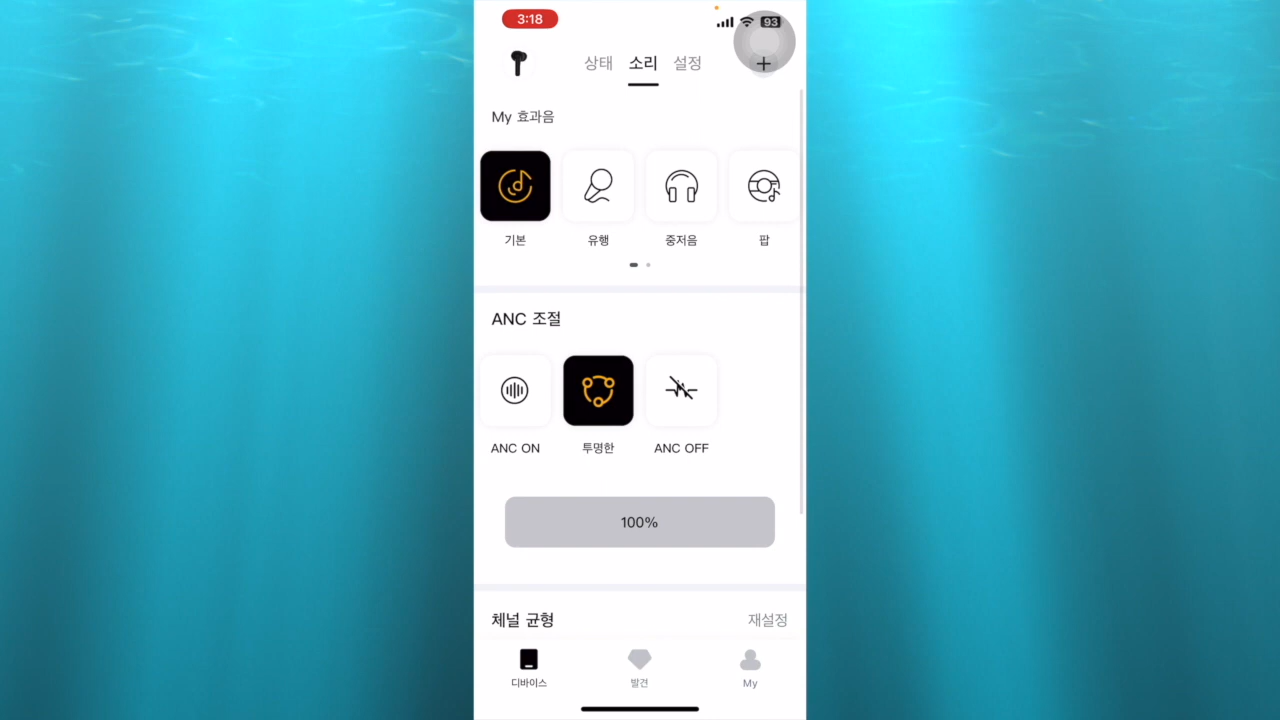 3:18
93
상태 소리 설정
My 효과음
기본 유행 중저음 팝
ANC 조절
ANC ON 투명한 ANC OFF
100%
체널 균형 재설정
디바이스 발견 My